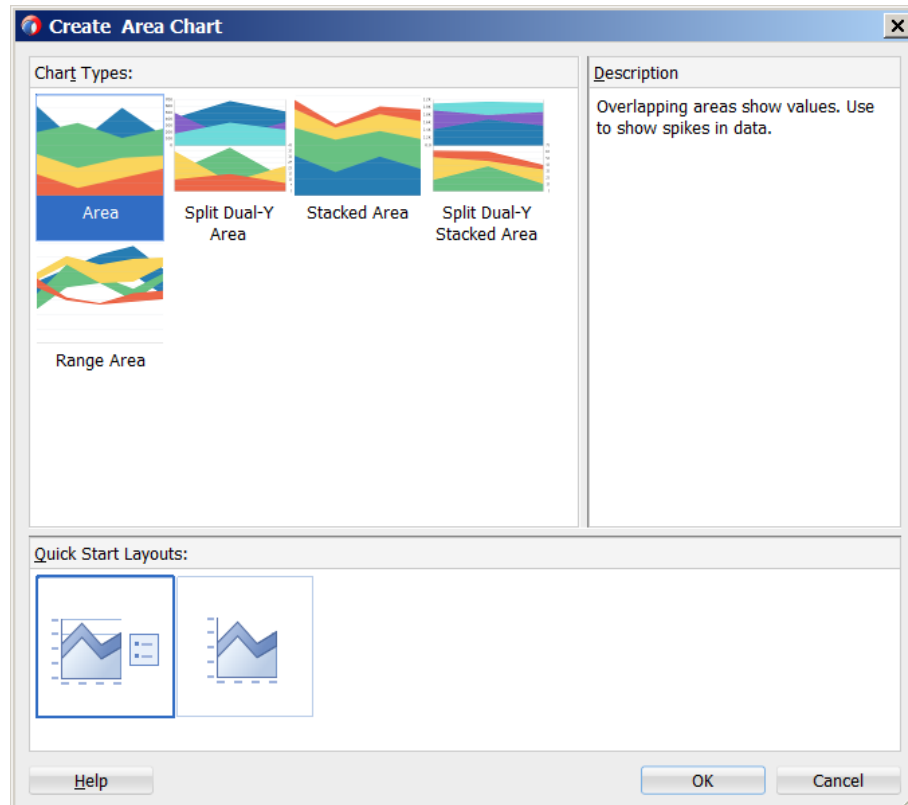 Create Area Chart
Chart Types:
Description
Overlapping areas show values. Use
to show spikes in data.
Area
Split Dual-Y
Area
Stacked Area
Split Dual-Y
Stacked Area
Range Area
Quick Start Layouts:
Help
OK
Cancel